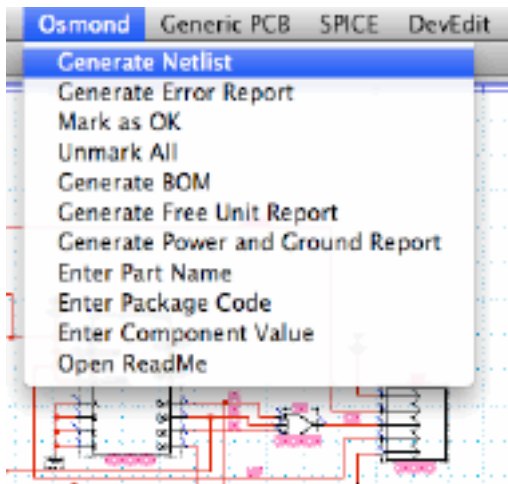 Osmond Generic PCB SPICE DevEdit
Generate Netlist
Generate Error Report
Mark as OK
Unmark All
Generate BOM
Generate Free Unit Report
Generate Power and Ground Report
Enter Part Name
Enter Package Code
Enter Component Value
Open ReadMe